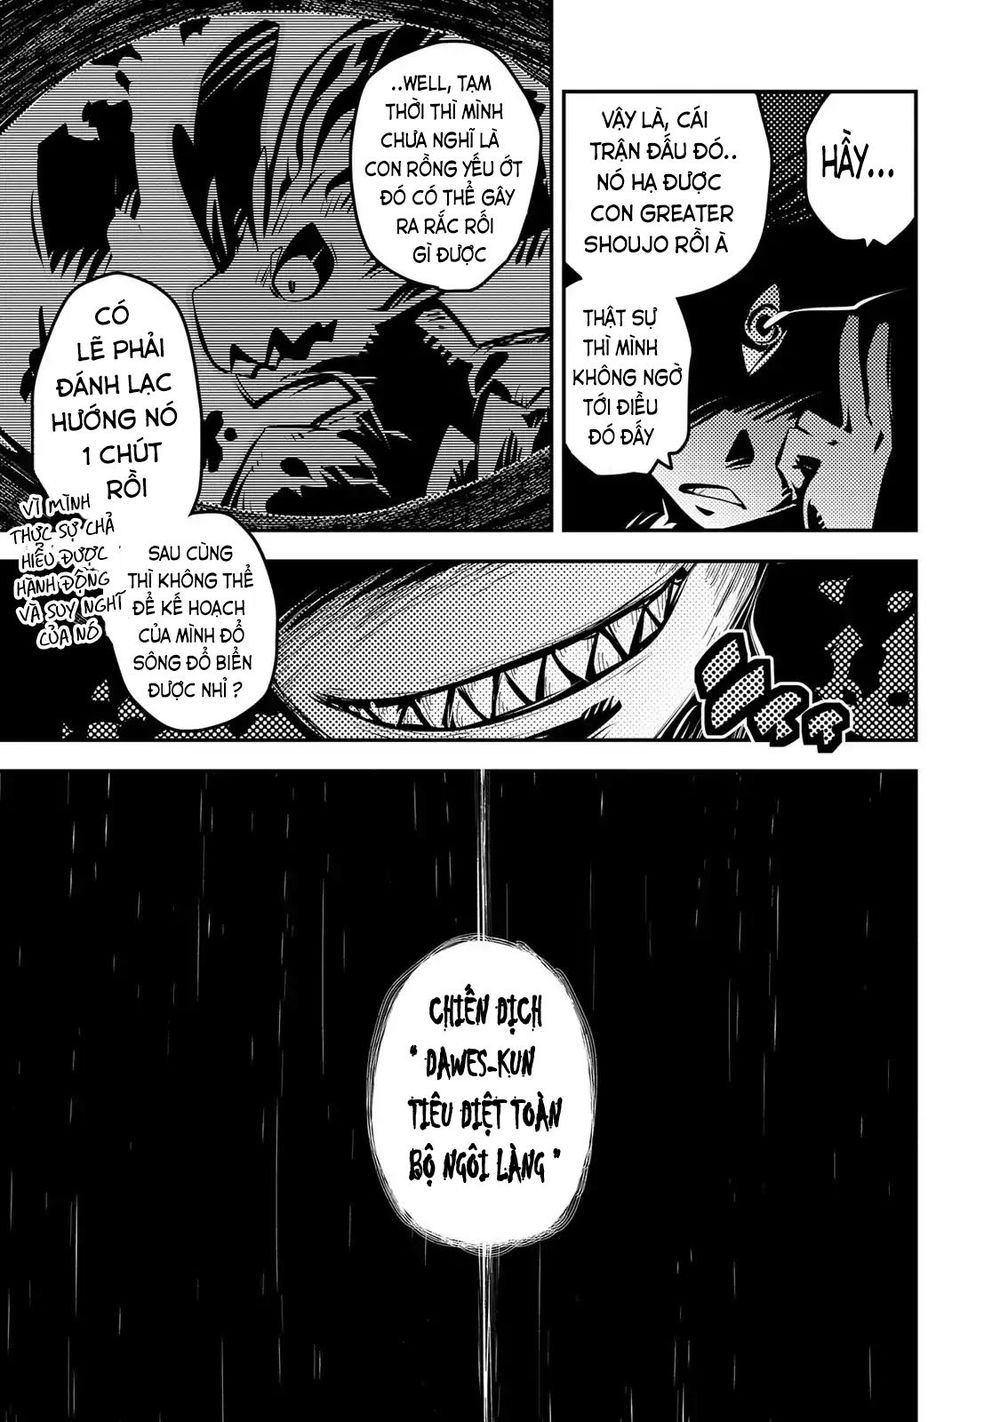 HẦY...
VẬY LÀ, CÁI
TRẬN ĐẤU ĐÓ..
NÓ HẠ ĐƯỢC
CON GREATER
SHOUJO RỒI À
THẬT SỰ
THÌ MÌNH
KHÔNG NGỜ
TỚI ĐIỀU
ĐÓ ĐẤY
..WELL, TẠM
THỜI THÌ MÌNH
CHƯA NGHĨ LÀ
CON RỒNG YẾU ỚT
ĐÓ CÓ THỂ GÂY
RA RẮC RỐI
GÌ ĐƯỢC
CÓ
LẼ PHẢI
ĐÁNH LẠC
HƯỚNG NÓ
1 CHÚT
RỒI
VÌ MÌNH
THỰC SỰ CHẢ
HIỂU ĐƯỢC
HÀNH ĐỘNG
VÀ SUY NGHĨ
CỦA NÓ
SAU CÙNG
THÌ KHÔNG THỂ
ĐỂ KẾ HOẠCH
CỦA MÌNH ĐỔ
SÔNG ĐỔ BIỂN
ĐƯỢC NHỈ ?
CHIẾN DỊCH
" DAWES-KUN
TIÊU DIỆT TOÀN
BỘ NGÔI LÀNG "